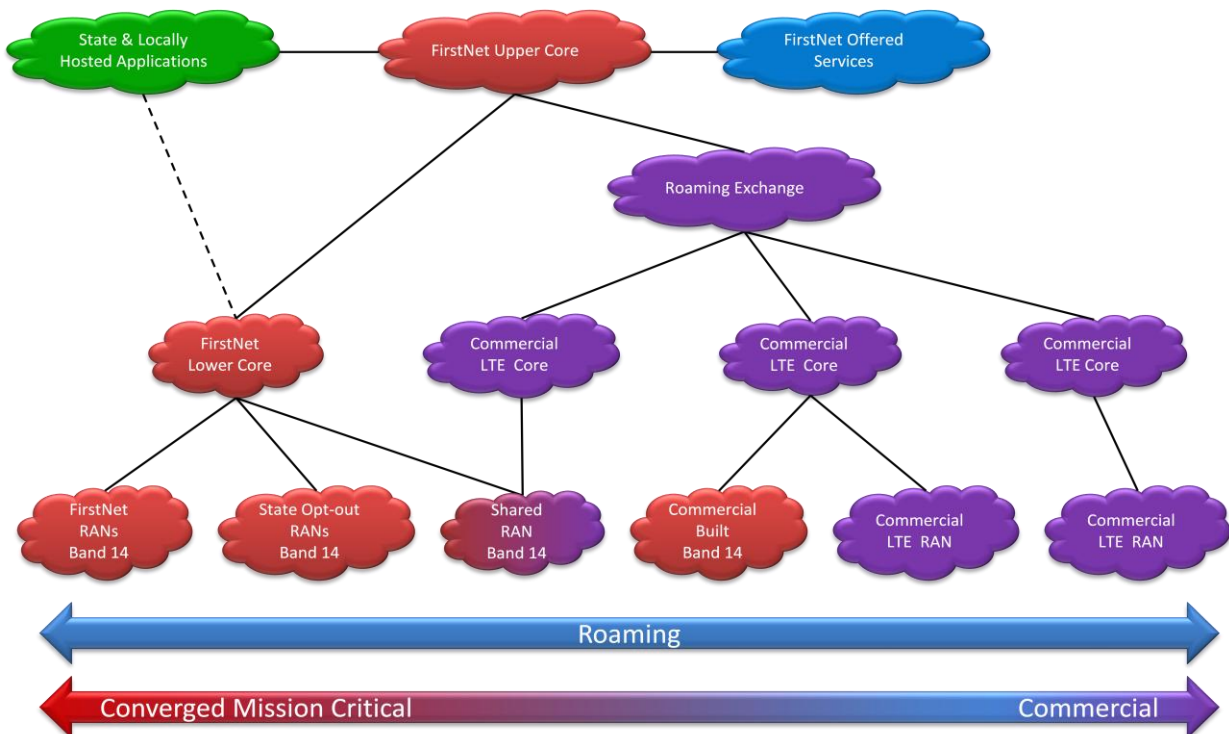 State & Locally
Hosted Applications
FirstNet Upper Core
FirstNet Offered
Services
Roaming Exchange
FirstNet
Lower Core
Commercial
LTE Core
Commercial
LTE Core
Commercial
LTE Core
FirstNet
RANs
Band 14
State Opt-out
RANs
Band 14
Shared
RAN
Band 14
Commercial
Built
Band 14
Commercial
LTE RAN
Commercial
LTE RAN
Roaming
Converged Mission Critical
Commercial